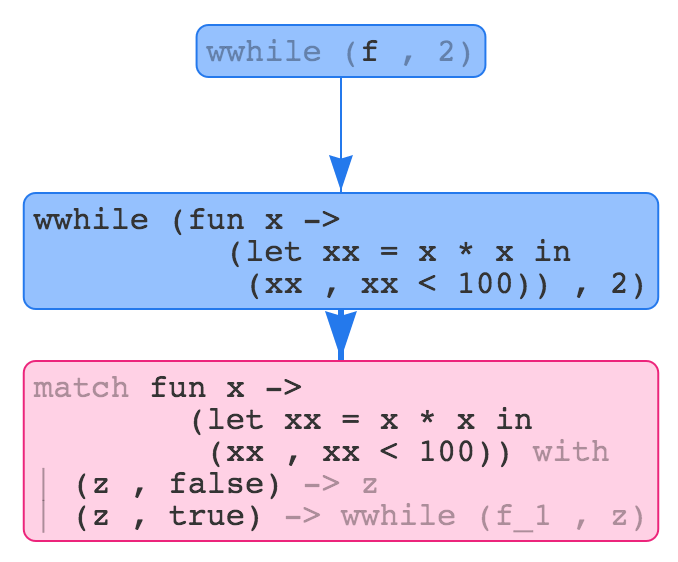 wwhile (f , 2)
wwhile (fun x ->
(let xx = x * x in
(xx , xx < 100)) , 2)
match fun x ->
(let xx = x * x in
(xx , xx < 100)) with
| (z , false) -> z
| (z , true) -> wwhile (f_1 , z)